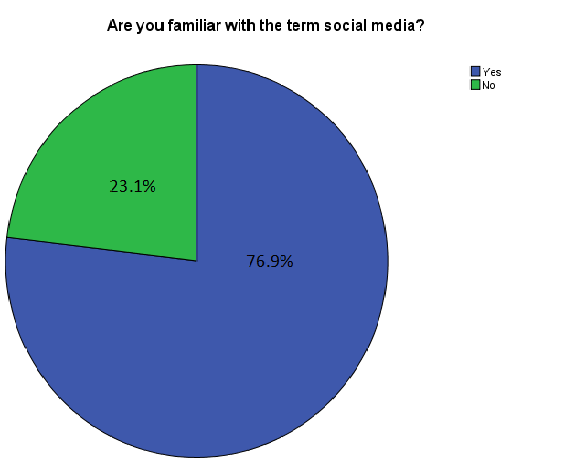 Are you familiar with the term social media?
Yes
No
23.1%
76.9%